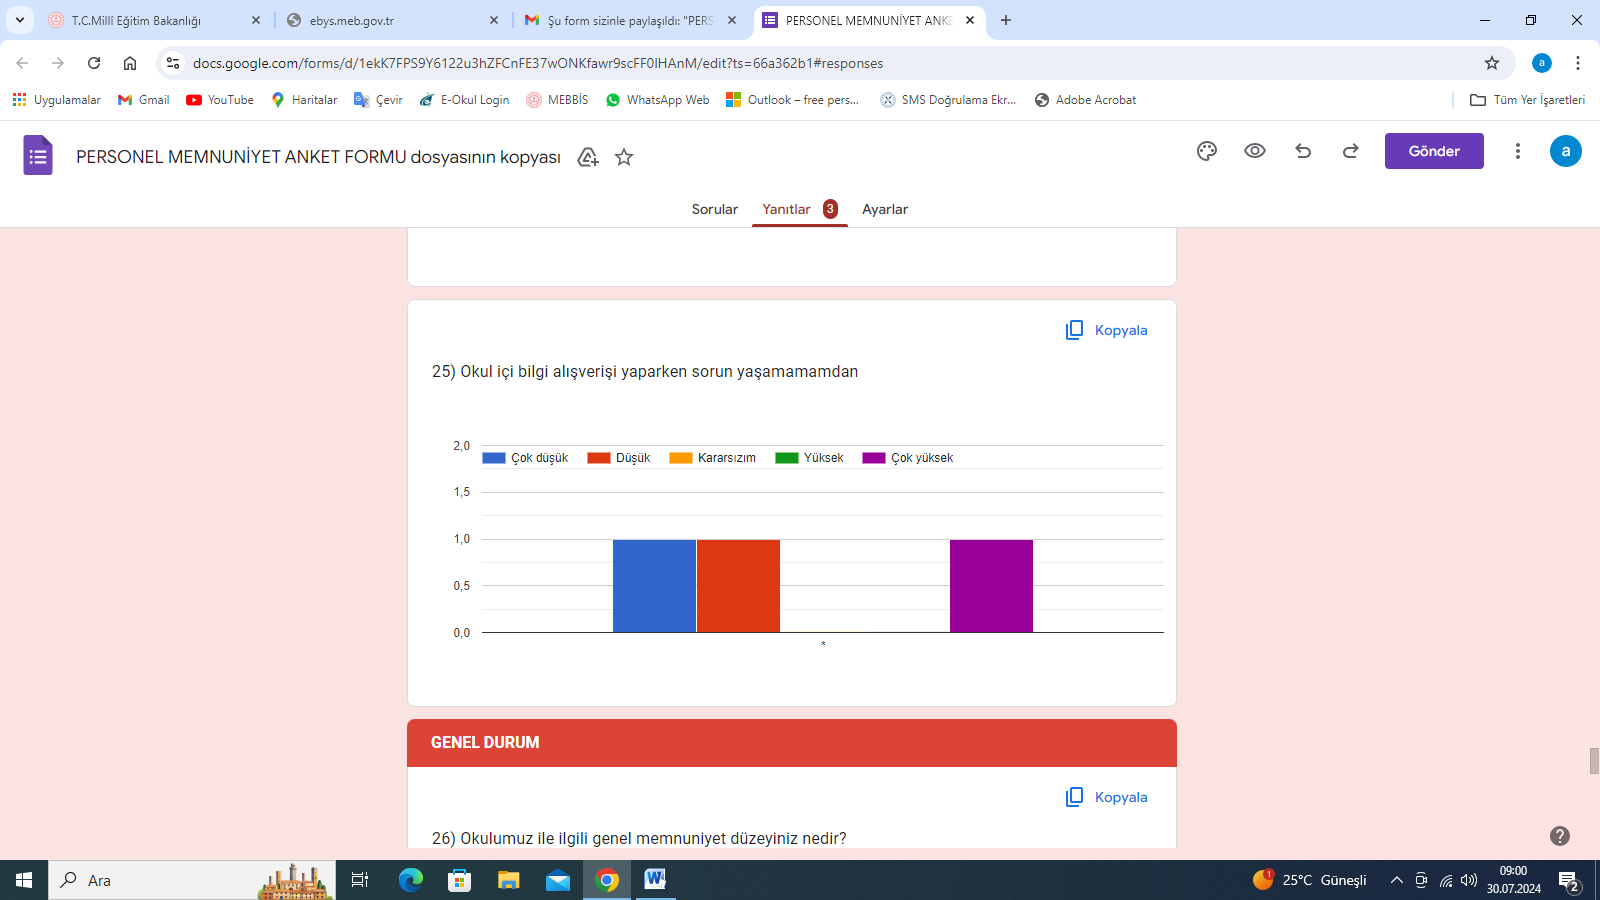 T.C.Millî Eğitim Bakanlığı
ebys.meb.gov.tr
Şu form sizinle paylaşıldı: "PERS
PERSONEL MEMNUNİYET ANKE
docs.google.com/forms/d/1ekK7FPS9Y6122u3hZFCnFE37wONKfawr9scFF0IHAnM/edit?ts=66a362b1#responses
a
Uygulamalar
Gmail
YouTube
Haritalar
Çevir
E-Okul Login
MEBBİS
WhatsApp Web
Outlook – free pers...
SMS Doğrulama Ekr...
Adobe Acrobat
Tüm Yer İşaretleri
PERSONEL MEMNUNİYET ANKET FORMU dosyasının kopyası
Gönder
a
Sorular
Yanıtlar 3
Ayarlar
Kopyala
25) Okul içi bilgi alışverişi yaparken sorun yaşamamamdan
2,0
Çok düşük
Düşük
Kararsızım
Yüksek
Çok yüksek
1,5
1,0
0,5
0,0
*
GENEL DURUM
Kopyala
26) Okulumuz ile ilgili genel memnuniyet düzeyiniz nedir?
Ara
1
25°C Güneşli
09:00
30.07.2024
2